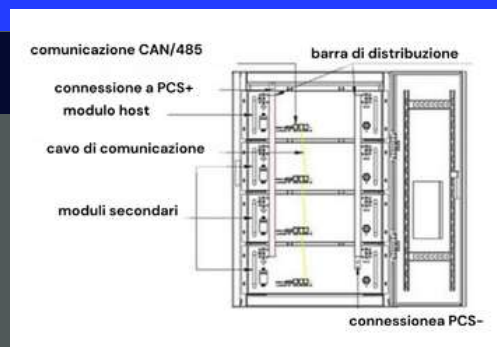 comunicazione CAN/485
barra di distribuzione
connessione a PCS+
modulo host
cavo di comunicazione
moduli secondari
connessionea PCS-